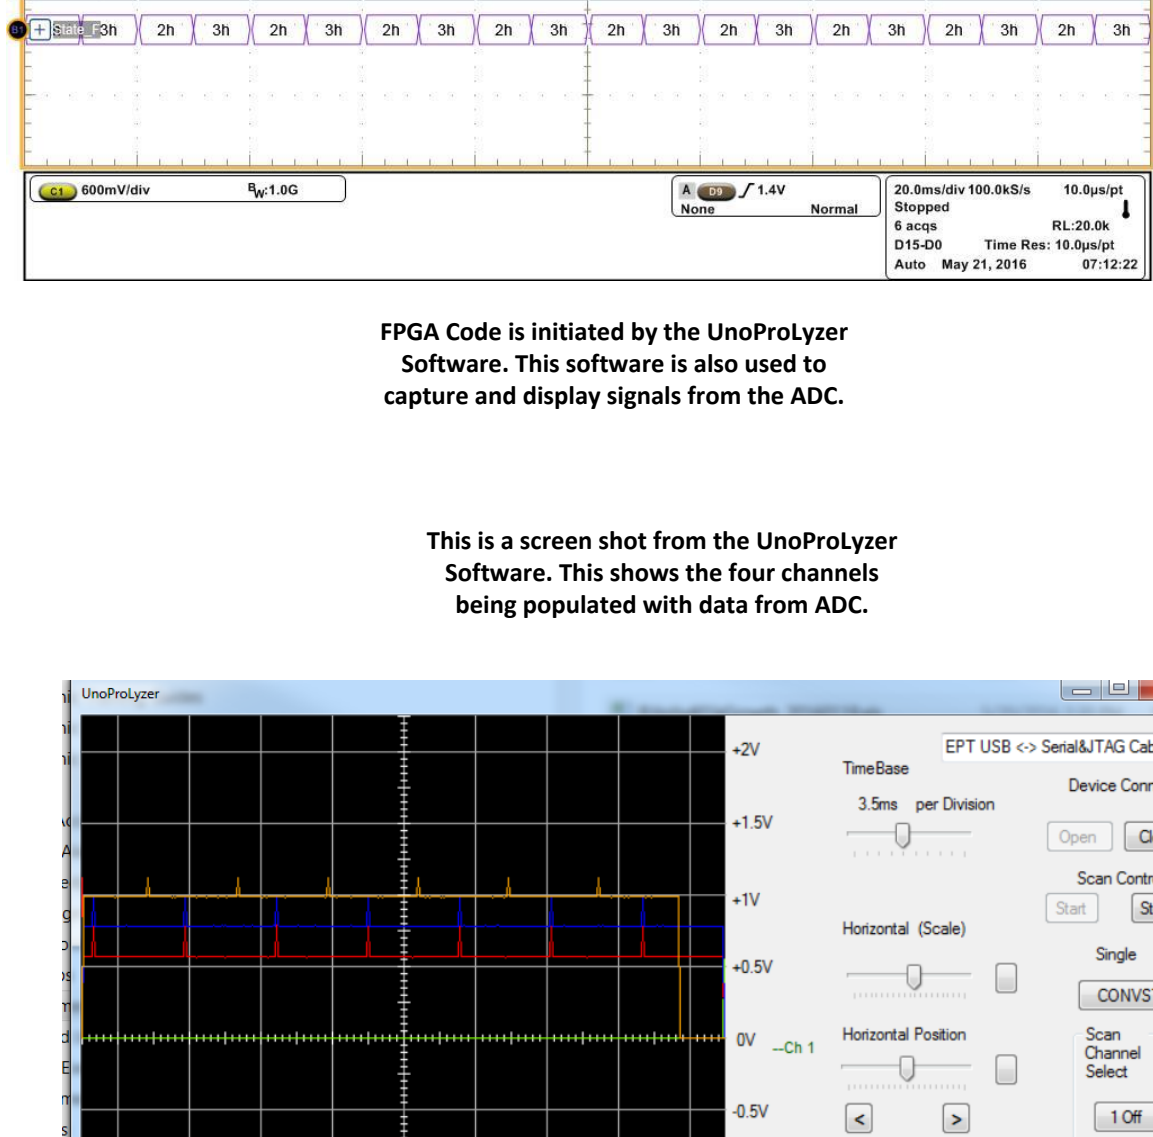 B1 + State_F 3h 2h 3h 2h 3h 2h 3h 2h 3h 2h 3h 2h 3h 2h 3h 2h 3h 2h 3h
C1 600mV/div BW:1.0G
A D9 1.4V
None Normal
20.0ms/div 100.0kS/s 10.0µs/pt
Stopped
6 acqs RL:20.0k
D15-D0 Time Res: 10.0µs/pt
Auto May 21, 2016 07:12:22
FPGA Code is initiated by the UnoProLyzer
Software. This software is also used to
capture and display signals from the ADC.
This is a screen shot from the UnoProLyzer
Software. This shows the four channels
being populated with data from ADC.
UnoProLyzer
+2V
EPT USB <-> Serial&JTAG Cab
TimeBase
Device Conn
3.5ms per Division
+1.5V
Open Cl
Scan Contr
+1V
Start St
Horizontal (Scale)
Single
+0.5V
CONVS
0V
--Ch 1
Horizontal Position
Scan
Channel
Select
-0.5V
< >
1 Off